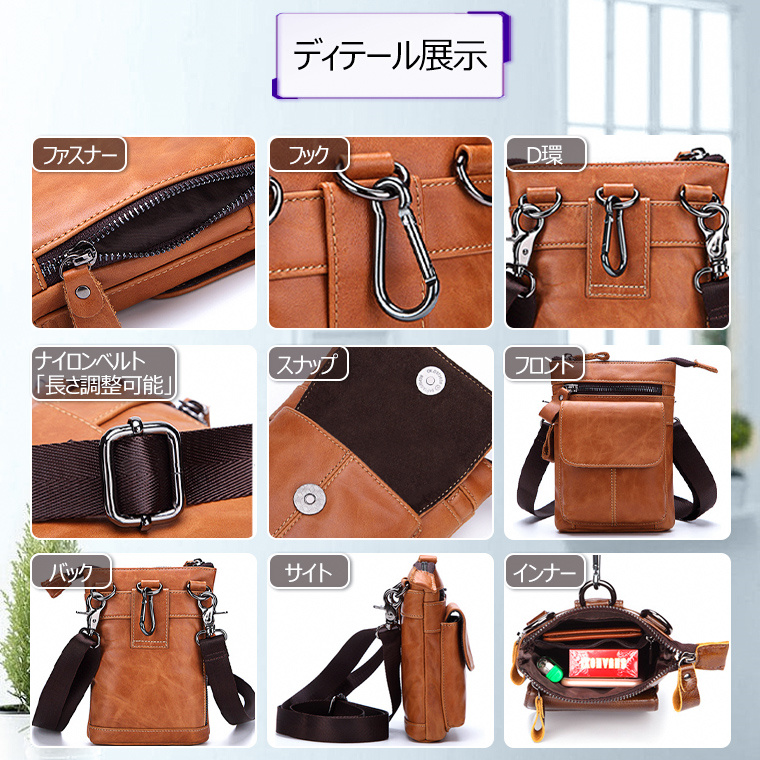 ディテール展示
ファスナー
フック
D環
ナイロンベルト
「長さ調整可能」
スナップ
フロント
バック
サイト
インナー